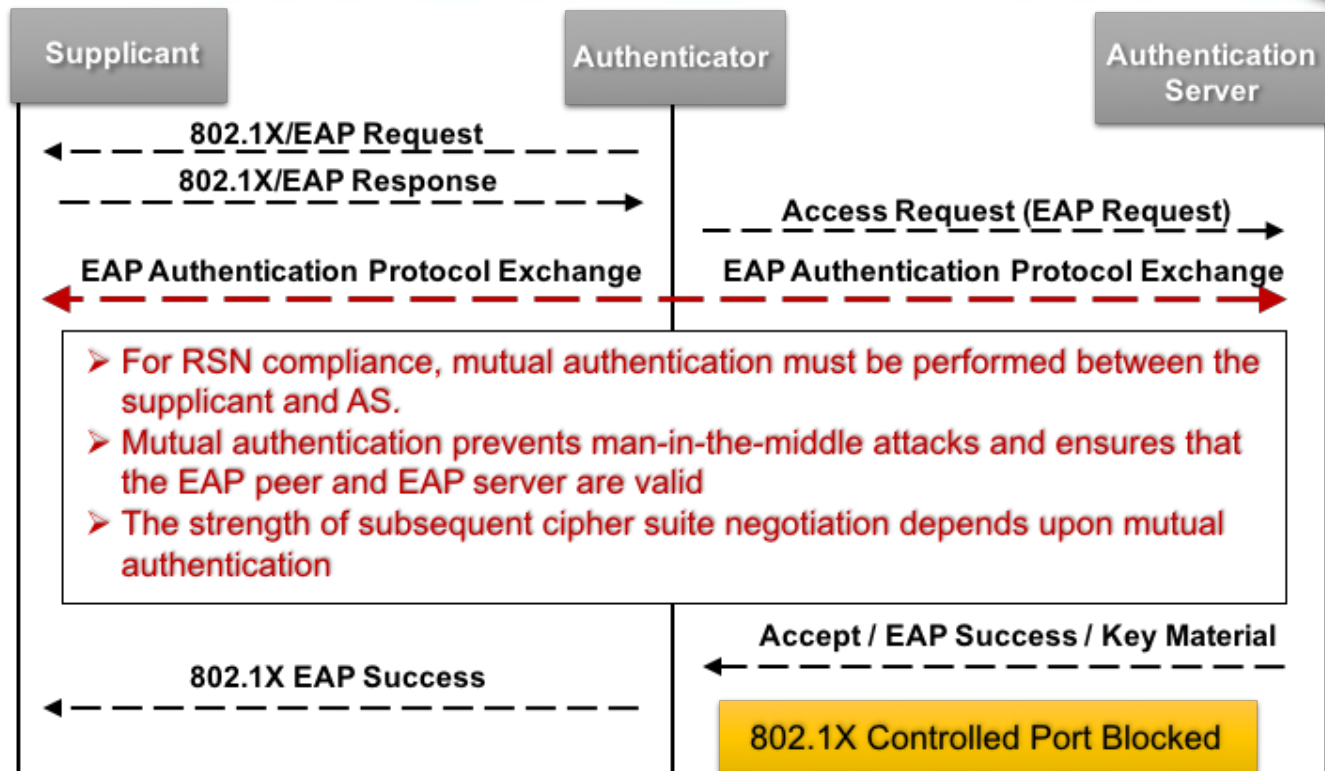 Supplicant
Authenticator
Authentication
Server
802.1X/EAP Request
802.1X/EAP Response
Access Request (EAP Request)
EAP Authentication Protocol Exchange
EAP Authentication Protocol Exchange
➢ For RSN compliance, mutual authentication must be performed between the
supplicant and AS.
➢ Mutual authentication prevents man-in-the-middle attacks and ensures that
the EAP peer and EAP server are valid
➢ The strength of subsequent cipher suite negotiation depends upon mutual
authentication
Accept / EAP Success / Key Material
802.1X EAP Success
802.1X Controlled Port Blocked